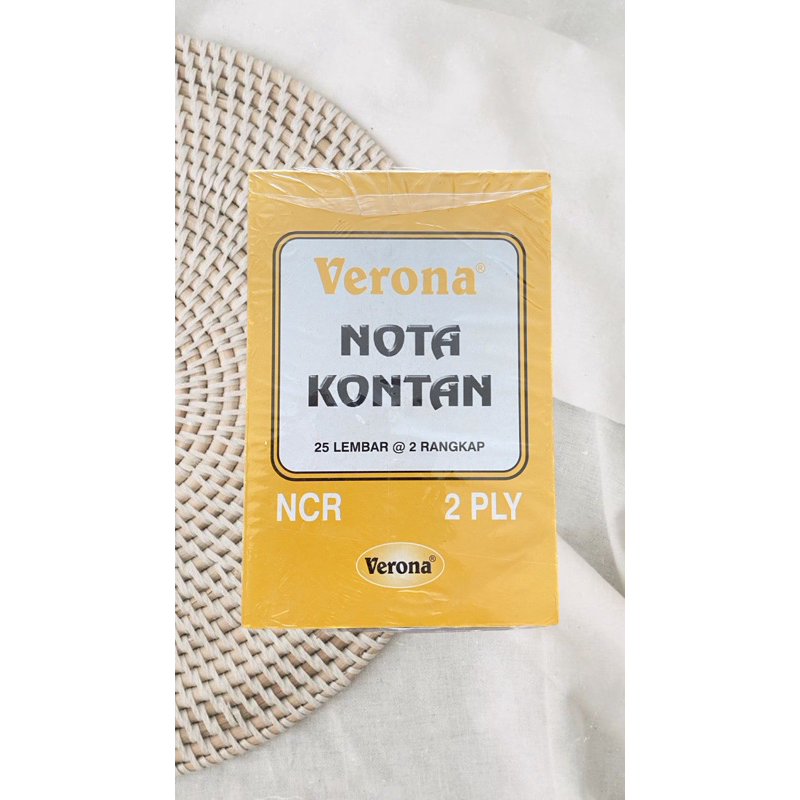 Verona®
NOTA
KONTAN
25 LEMBAR @ 2 RANGKAP
NCR 2 PLY
Verona®